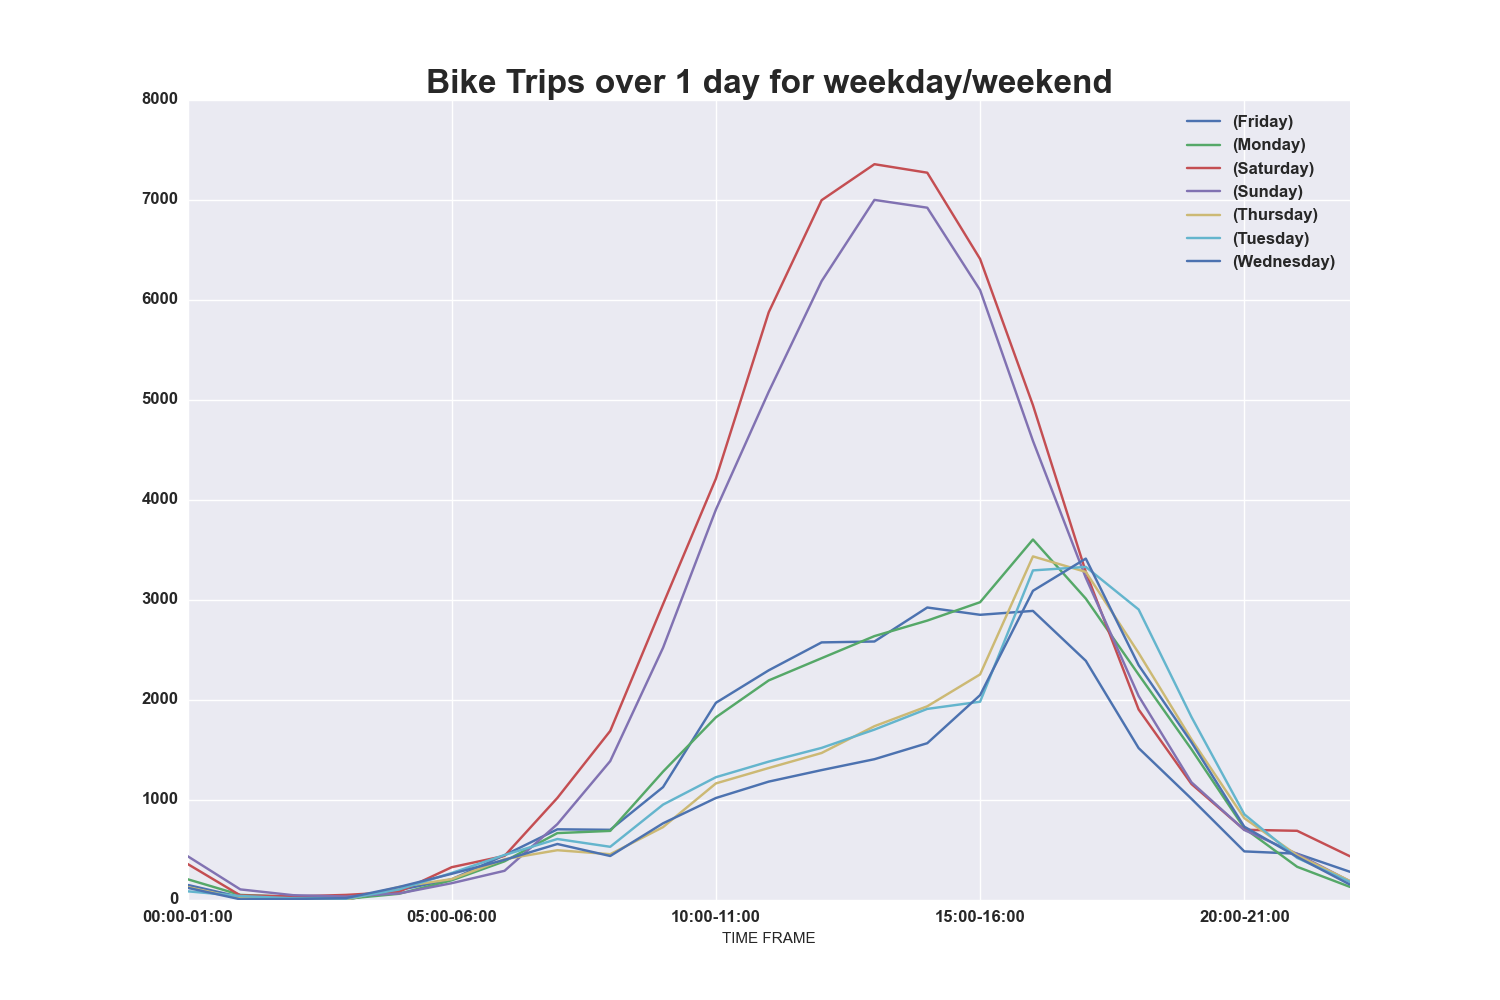 Bike Trips over 1 day for weekday/weekend
8000
7000
6000
5000
4000
3000
2000
1000
0
(Friday)
(Monday)
(Saturday)
(Sunday)
(Thursday)
(Tuesday)
(Wednesday)
00:00-01:00 05:00-06:00 10:00-11:00 15:00-16:00 20:00-21:00
TIME FRAME